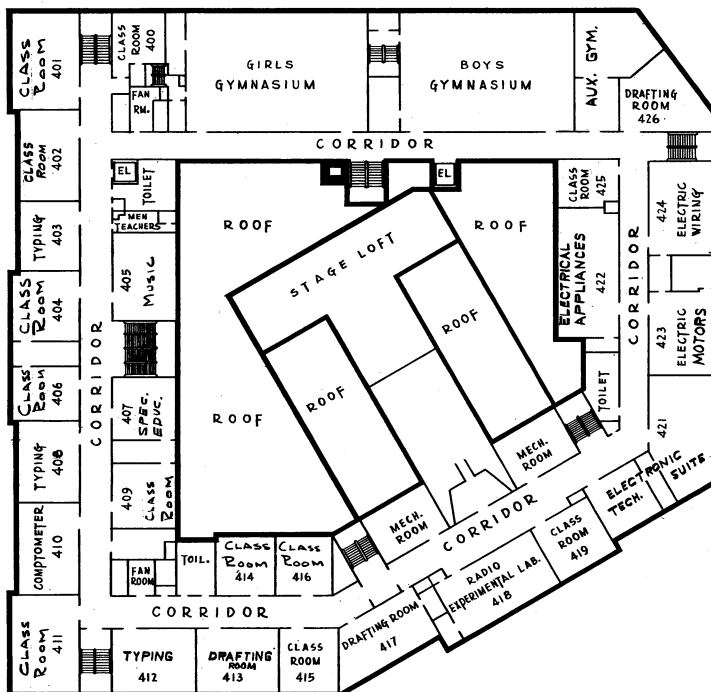 CLASS
ROOM
401
CLASS
ROOM
400
FAN
RM.
GIRLS
GYMNASIUM
BOYS
GYMNASIUM
AUX. GYM.
DRAFTING
ROOM
426
CORRIDOR
CLASS
ROOM
402
EL
TOILET
MEN
TEACHERS
EL
CLASS
ROOM
425
424
ELECTRIC
WIRING
TYPING
403
405
MUSIC
ROOF
STAGE LOFT
ROOF
ELECTRICAL
APPLIANCES
422
CORRIDOR
CLASS
ROOM
404
CORRIDOR
ROOF
423
ELECTRIC
MOTORS
CLASS
ROOM
406
407
SPEC.
EDUC.
ROOF
ROOF
TOILET
421
TYPING
408
409
CLASS
ROOM
MECH.
ROOM
ELECTRONIC
SUITE
TECH.
COMPTOMETER
410
MECH.
ROOM
CORRIDOR
FAN
ROOM
TOIL.
CLASS
ROOM
414
CLASS
ROOM
416
CLASS
ROOM
419
RADIO
EXPERIMENTAL LAB.
418
CORRIDOR
CLASS
ROOM
411
TYPING
412
DRAFTING
ROOM
413
CLASS
ROOM
415
DRAFTING ROOM
417